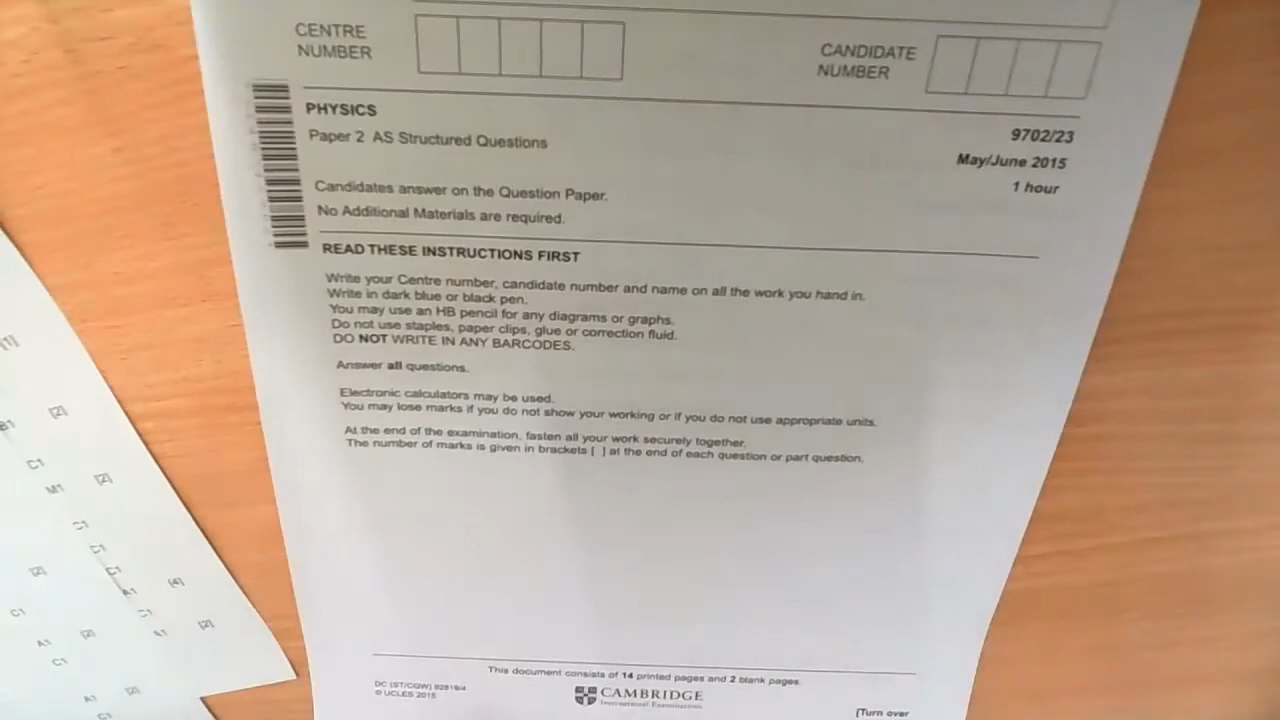 CENTRE
NUMBER
CANDIDATE
NUMBER
PHYSICS
9702/23
Paper 2 AS Structured Questions
May/June 2015
1 hour
Candidates answer on the Question Paper.
No Additional Materials are required.
READ THESE INSTRUCTIONS FIRST
Write your Centre number, candidate number and name on all the work you hand in.
Write in dark blue or black pen.
You may use an HB pencil for any diagrams or graphs.
Do not use staples, paper clips, glue or correction fluid.
DO NOT WRITE IN ANY BARCODES.
Answer all questions.
Electronic calculators may be used.
You may lose marks if you do not show your working or if you do not use appropriate units.
At the end of the examination, fasten all your work securely together.
The number of marks is given in brackets [ ] at the end of each question or part question.
This document consists of 14 printed pages and 2 blank pages.
© UCLES 2015
CAMBRIDGE
International Examinations
[Turn over
[1]
[2]
B1
C1
M1 [2]
C1
C1
[2] C1
A1 [4]
C1 C1
A1 [2] A1 [2]
C1
A1 [2]
C1